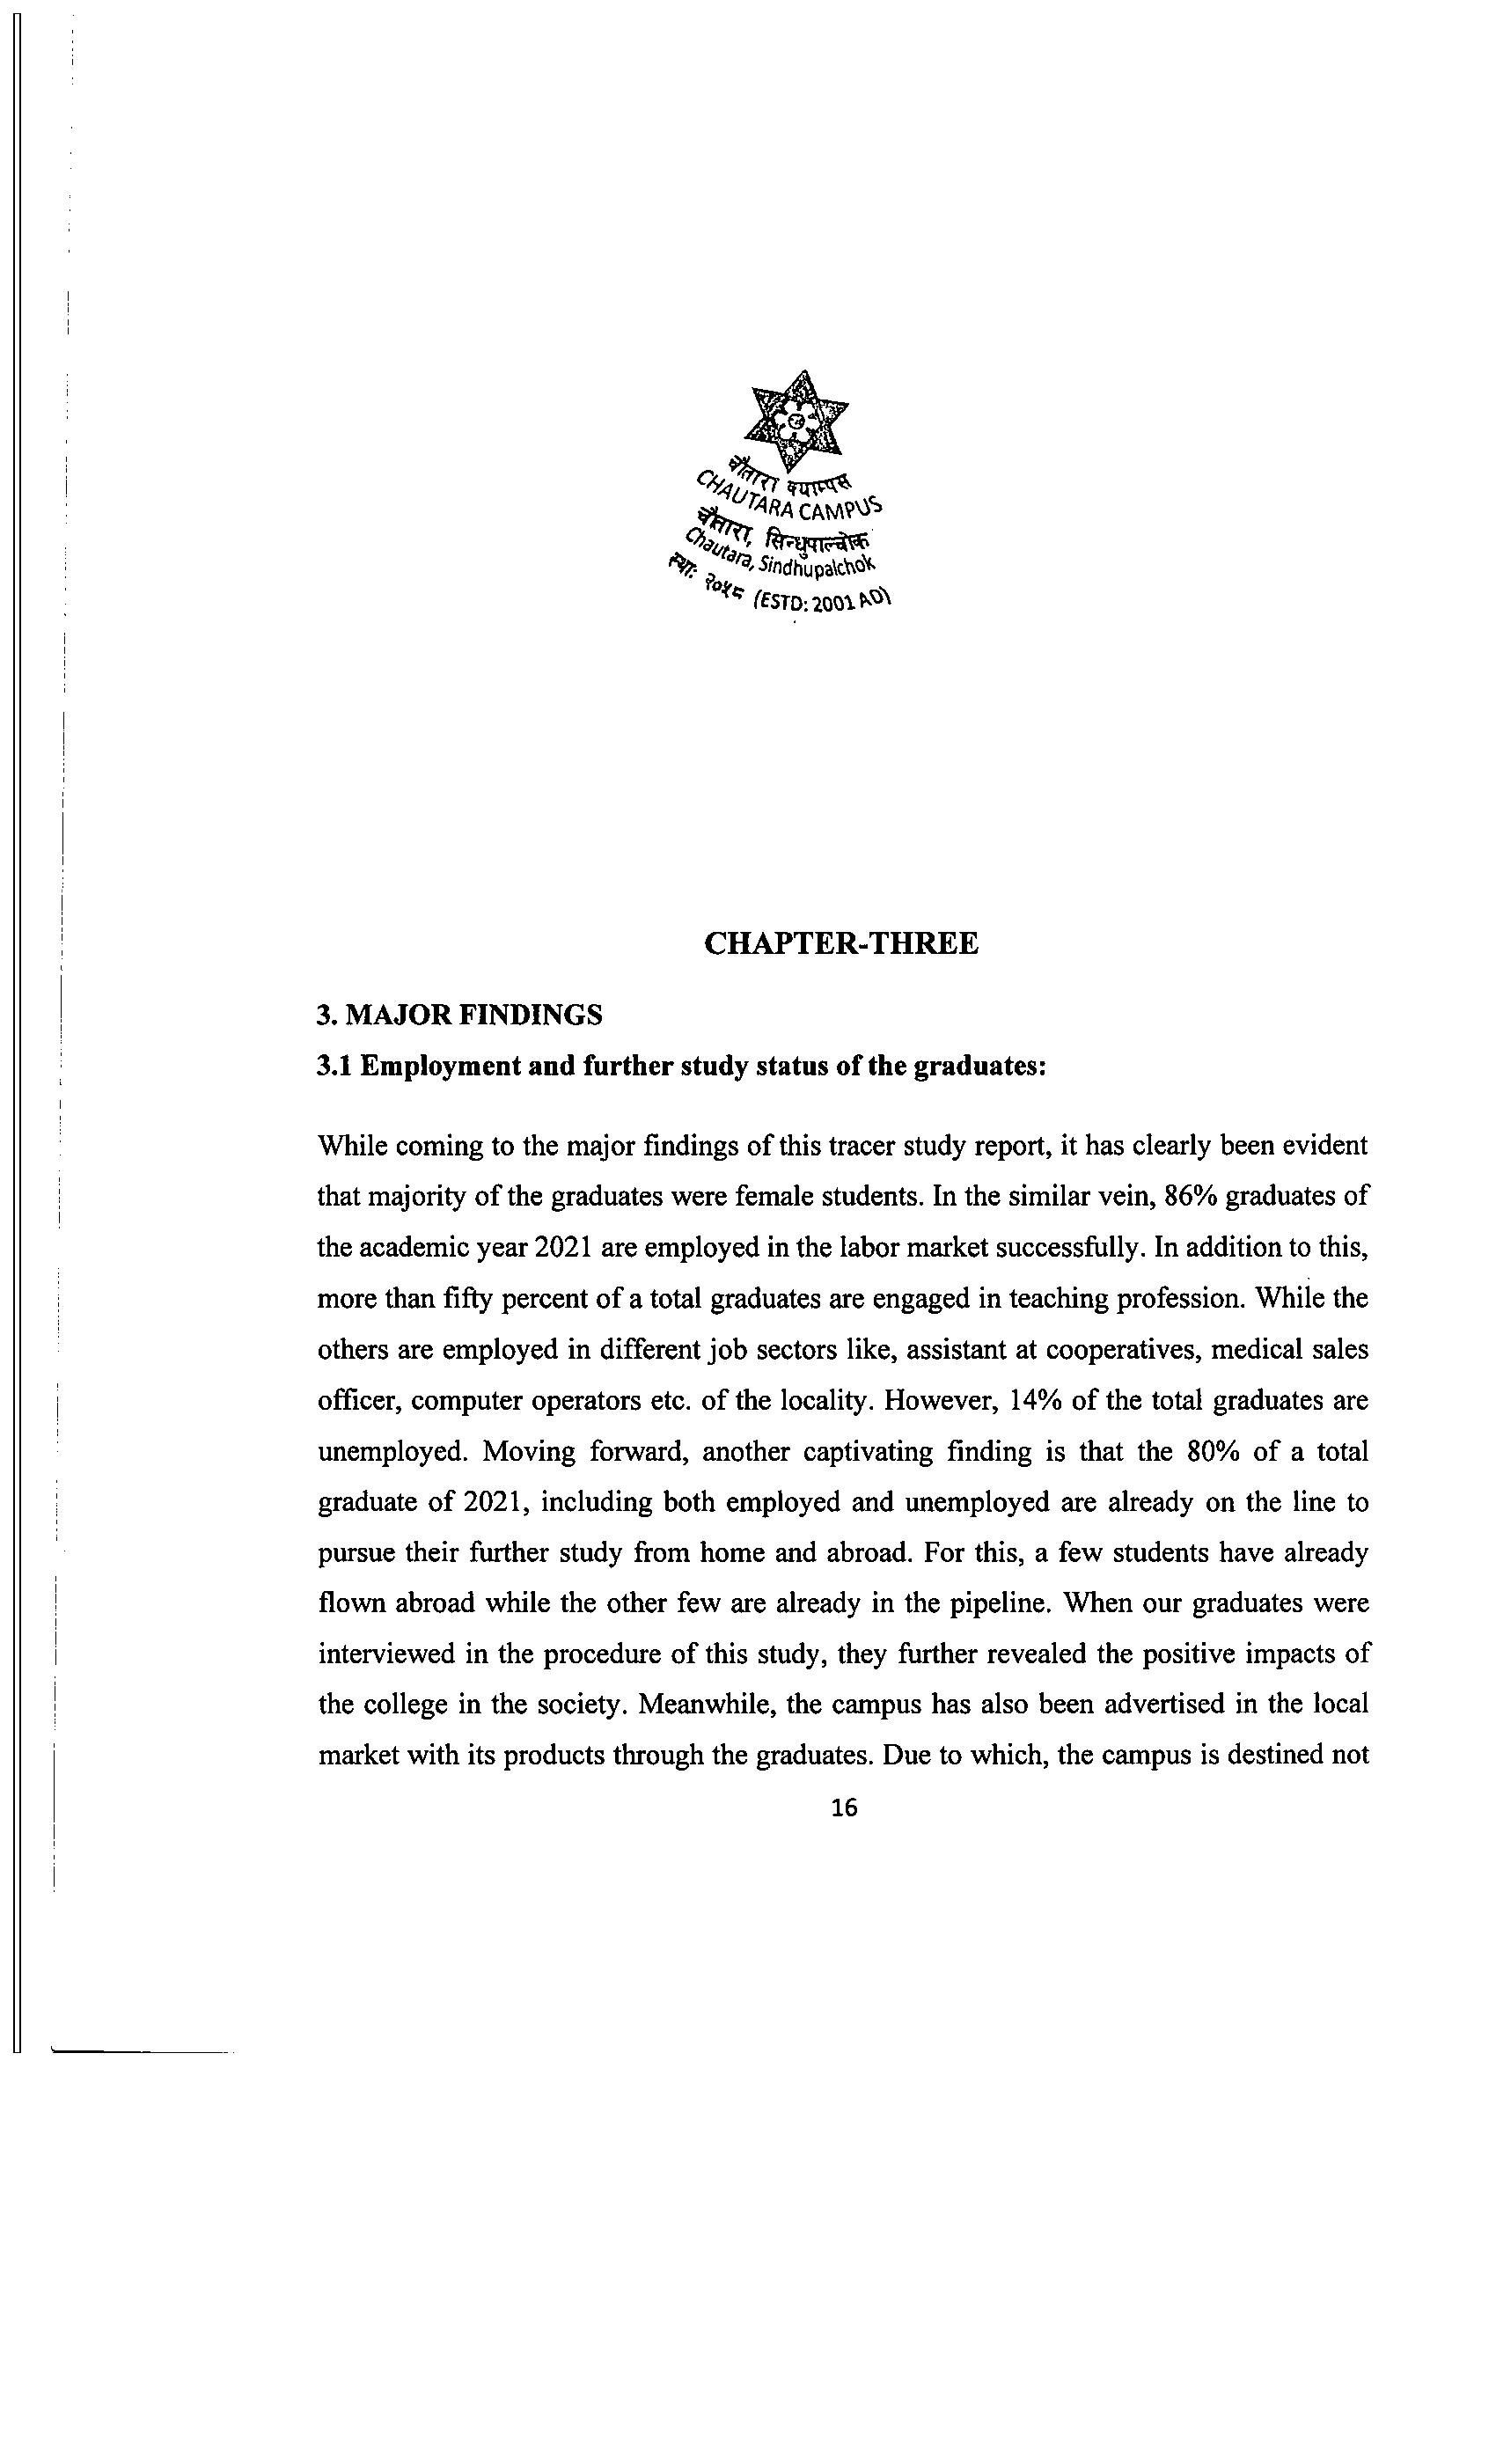 चौतारा क्याम्पस
CHAUTARA CAMPUS
चौतारा, सिन्धुपाल्चोक
Chautara, Sindhupalchok
स्था: २०५८ (ESTD: 2001 AD)
CHAPTER-THREE
3. MAJOR FINDINGS
3.1 Employment and further study status of the graduates:
While coming to the major findings of this tracer study report, it has clearly been evident
that majority of the graduates were female students. In the similar vein, 86% graduates of
the academic year 2021 are employed in the labor market successfully. In addition to this,
more than fifty percent of a total graduates are engaged in teaching profession. While the
others are employed in different job sectors like, assistant at cooperatives, medical sales
officer, computer operators etc. of the locality. However, 14% of the total graduates are
unemployed. Moving forward, another captivating finding is that the 80% of a total
graduate of 2021, including both employed and unemployed are already on the line to
pursue their further study from home and abroad. For this, a few students have already
flown abroad while the other few are already in the pipeline. When our graduates were
interviewed in the procedure of this study, they further revealed the positive impacts of
the college in the society. Meanwhile, the campus has also been advertised in the local
market with its products through the graduates. Due to which, the campus is destined not
16